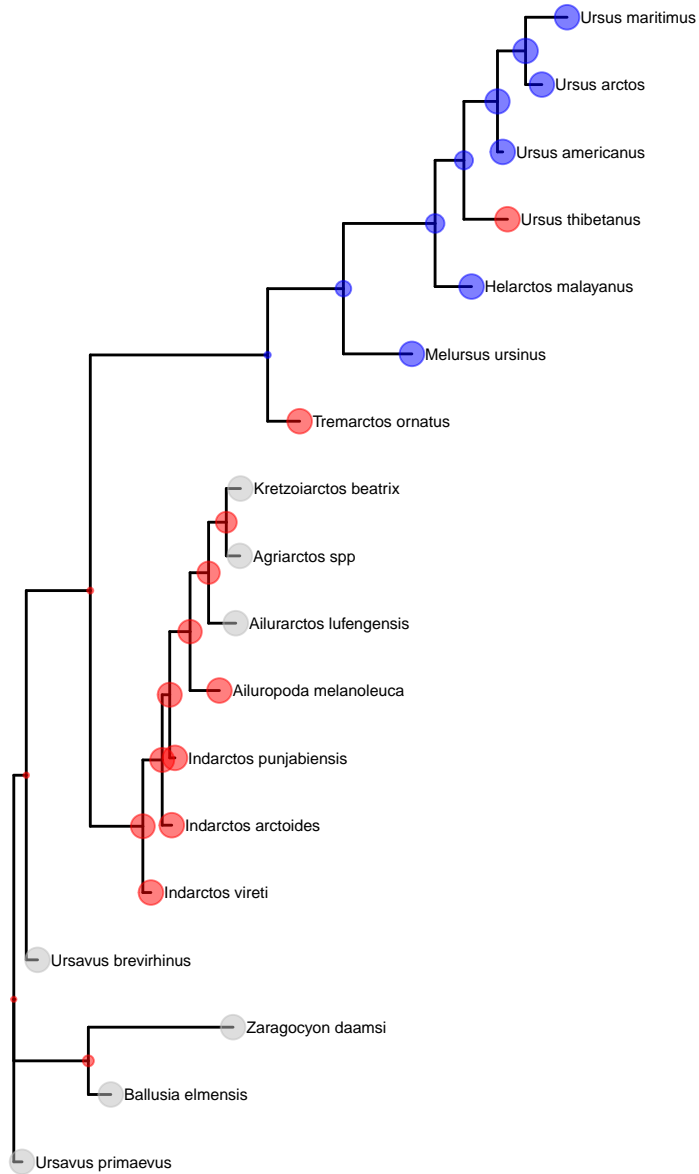 Ursus maritimus
Ursus arctos
Ursus americanus
Ursus thibetanus
Helarctos malayanus
Melursus ursinus
Tremarctos ornatus
Kretzoiarctos beatrix
Agriarctos spp
Ailurarctos lufengensis
Ailuropoda melanoleuca
Indarctos punjabiensis
Indarctos arctoides
Indarctos vireti
Ursavus brevirhinus
Zaragocyon daamsi
Ballusia elmensis
Ursavus primaevus